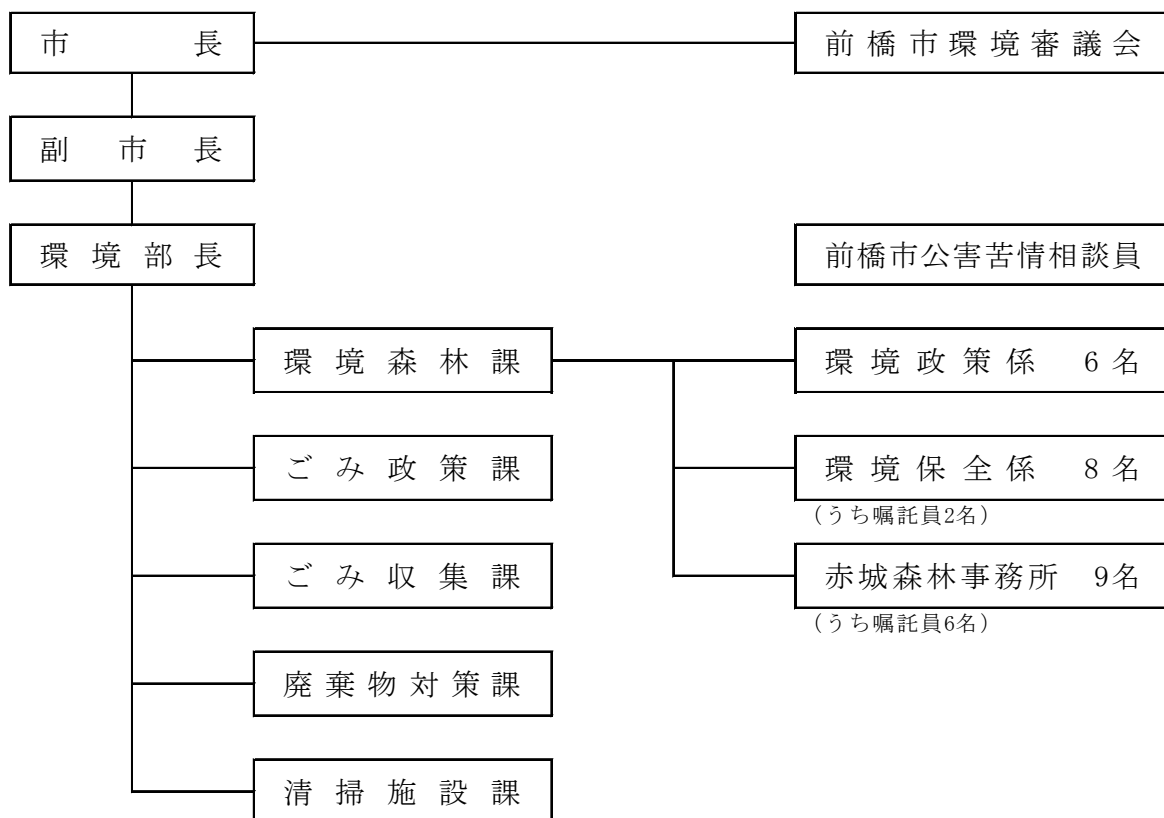 市長
前橋市環境審議会
副市長
環境部長
前橋市公害苦情相談員
環境森林課
環境政策係 6名
ごみ政策課
環境保全係 8名
(うち嘱託員2名)
ごみ収集課
赤城森林事務所 9名
(うち嘱託員6名)
廃棄物対策課
清掃施設課